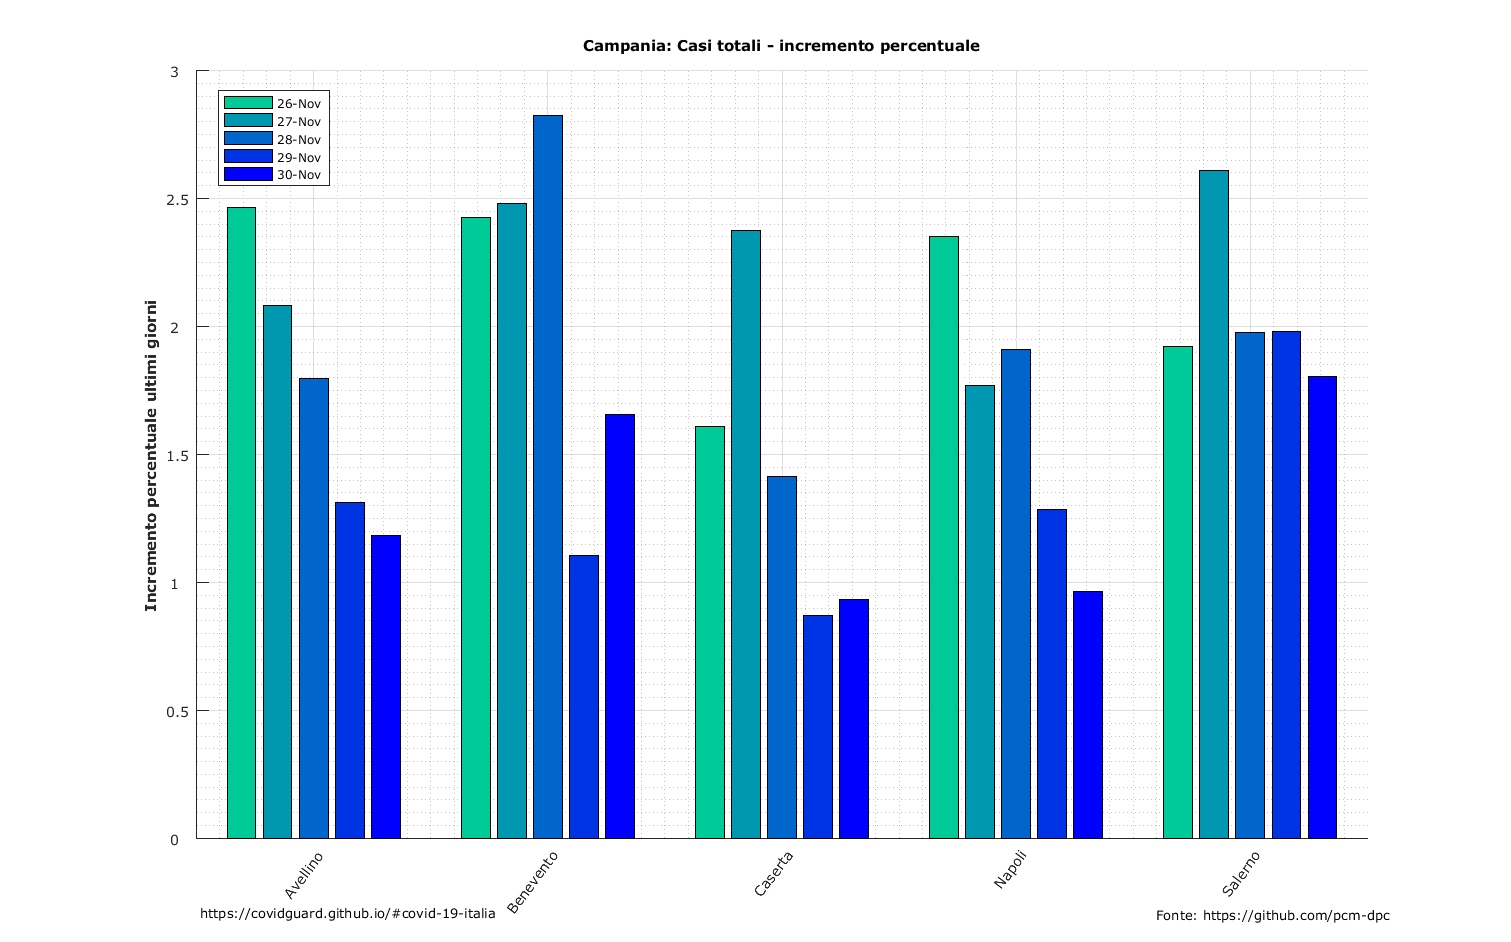 Campania: Casi totali - incremento percentuale
3
2.5
2
1.5
1
0.5
0
Incremento percentuale ultimi giorni
26-Nov
27-Nov
28-Nov
29-Nov
30-Nov
Avellino
Benevento
Caserta
Napoli
Salerno
https://covidguard.github.io/#covid-19-italia
Fonte: https://github.com/pcm-dpc